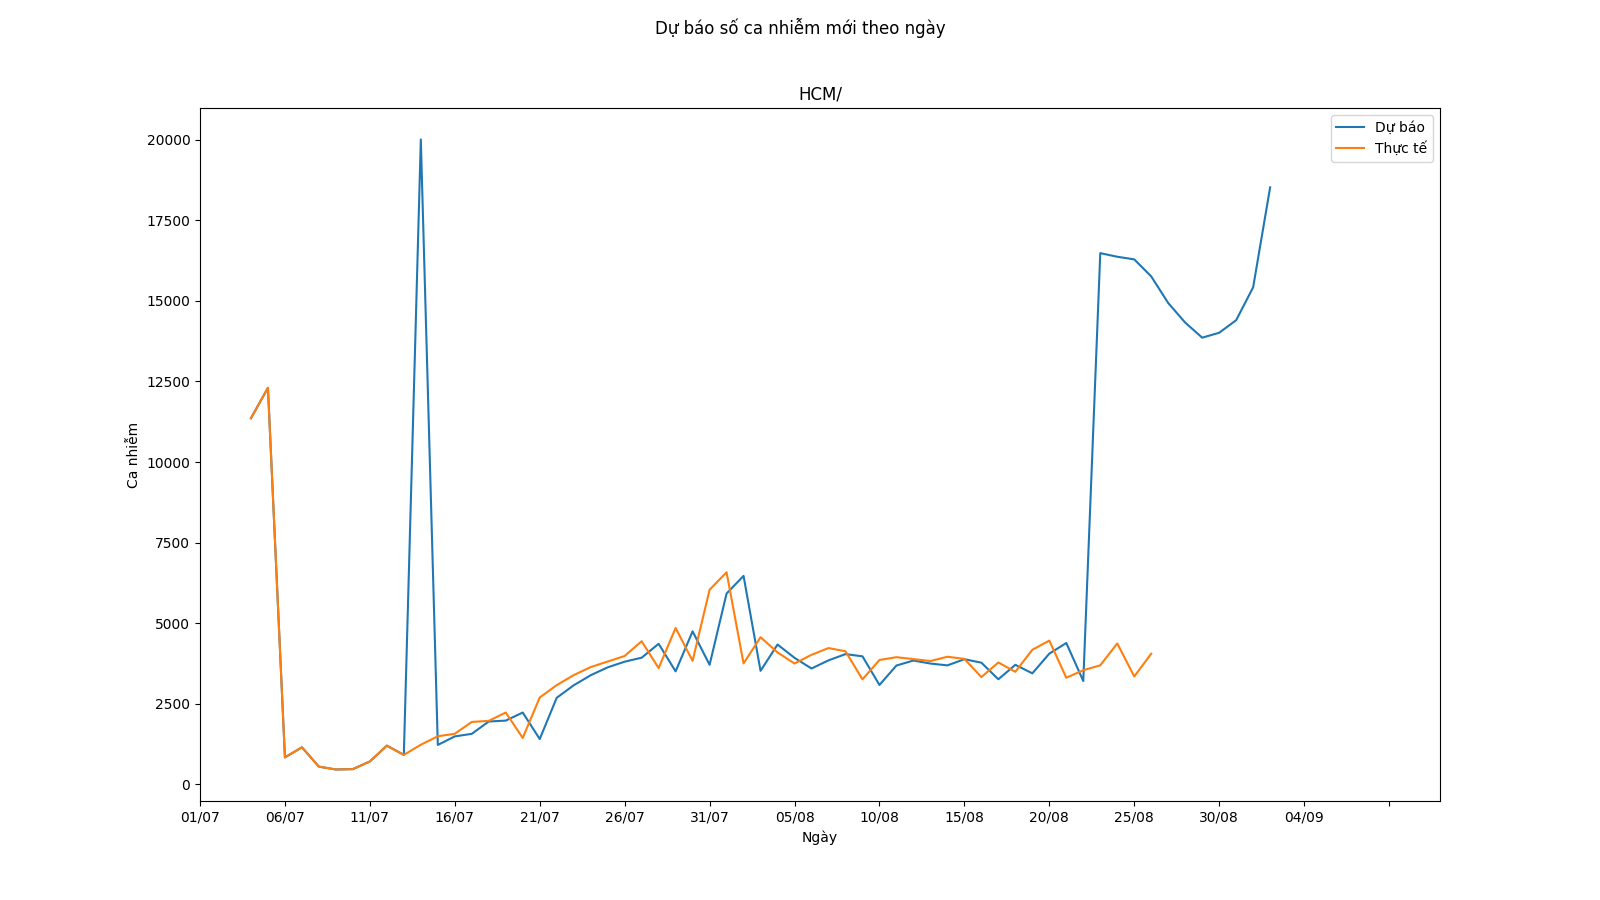 Dự báo số ca nhiễm mới theo ngày
HCM/
Dự báo
Thực tế
20000
17500
15000
12500
10000
7500
5000
2500
0
Ca nhiễm
01/07 06/07 11/07 16/07 21/07 26/07 31/07 05/08 10/08 15/08 20/08 25/08 30/08 04/09
Ngày